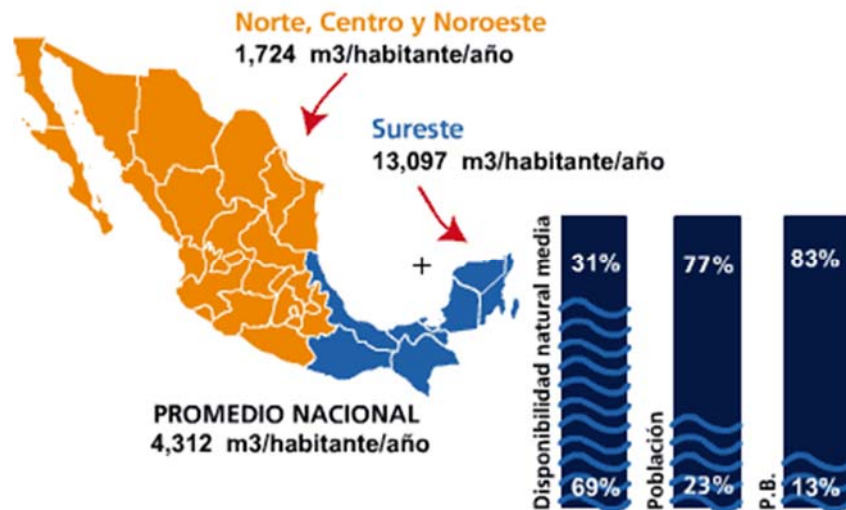 Norte, Centro y Noroeste
1,724 m3/habitante/año
Sureste
13,097 m3/habitante/año
PROMEDIO NACIONAL
4,312 m3/habitante/año
Disponibilidad natural media
31%
69%
Población
77%
23%
P.B.
83%
13%